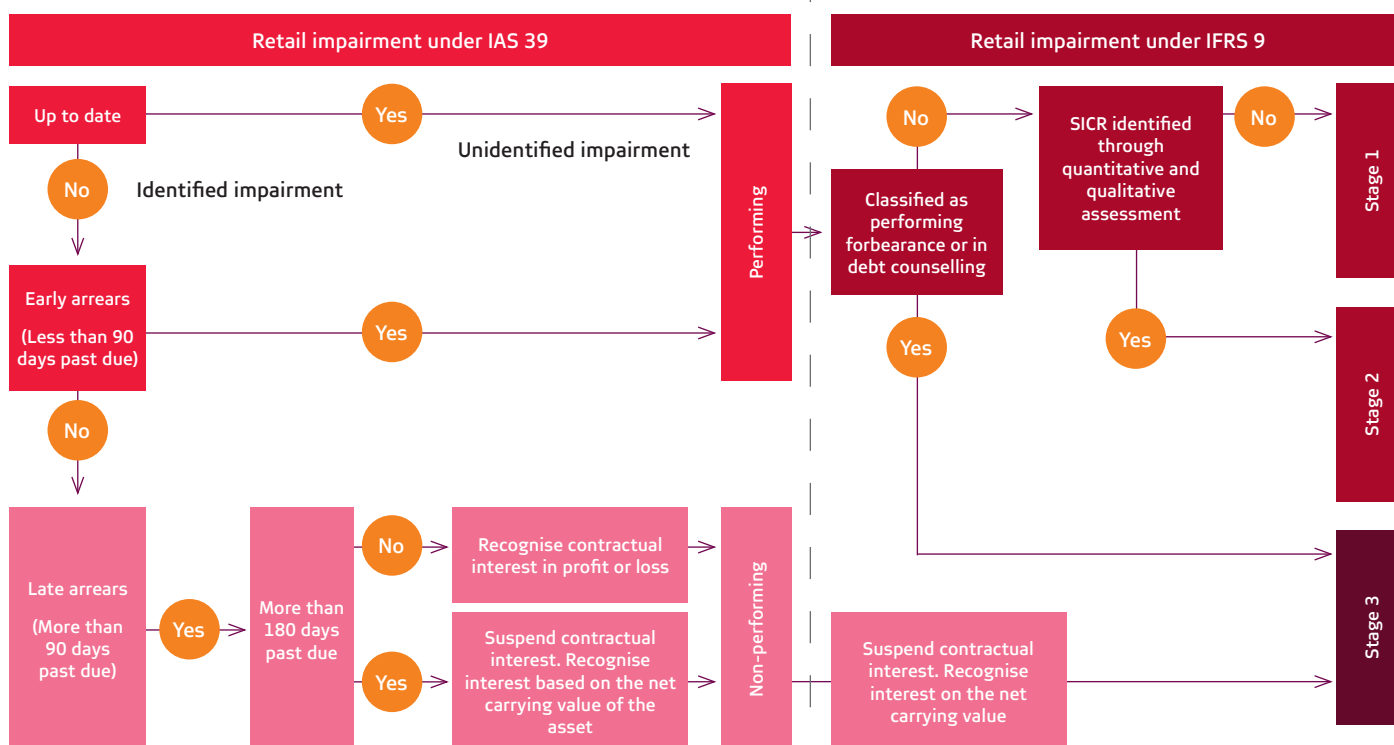 Retail impairment under IAS 39
Up to date
Yes
Unidentified impairment
No
Identified impairment
Early arrears
(Less than 90
days past due)
Yes
Performing
No
Late arrears
(More than
90 days
past due)
Yes
More than
180 days
past due
No
Recognise contractual
interest in profit or loss
Yes
Suspend contractual
interest. Recognise
interest based on the net
carrying value of the
asset
Non-performing
Retail impairment under IFRS 9
Classified as
performing
forbearance or in
debt counselling
No
SICR identified
through
quantitative and
qualitative
assessment
No
Stage 1
Yes
Stage 2
Yes
Suspend contractual
interest. Recognise
interest on the net
carrying value
Stage 3